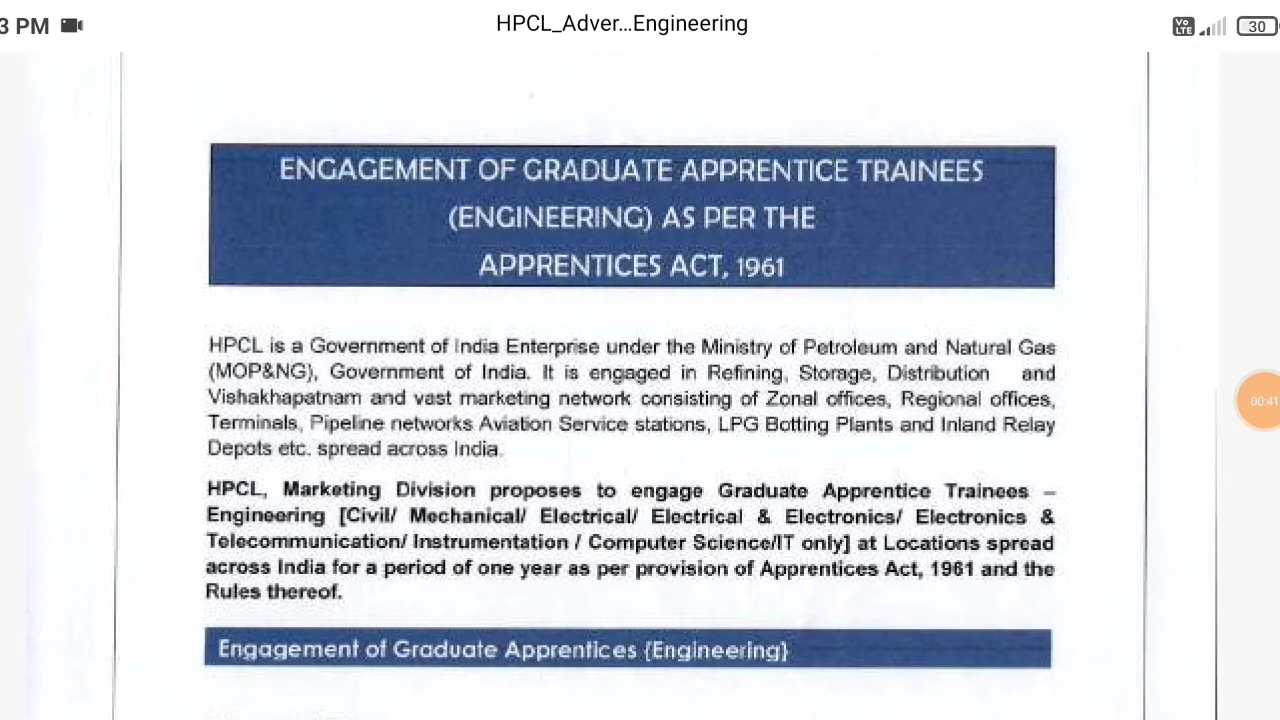 3 PM
HPCL_Adver...Engineering
Vo
LTE
30
ENGAGEMENT OF GRADUATE APPRENTICE TRAINEES
(ENGINEERING) AS PER THE
APPRENTICES ACT, 1961
HPCL is a Government of India Enterprise under the Ministry of Petroleum and Natural Gas
(MOP&NG), Government of India. It is engaged in Refining, Storage, Distribution and
Vishakhapatnam and vast marketing network consisting of Zonal offices, Regional offices,
Terminals, Pipeline networks Aviation Service stations, LPG Botting Plants and Inland Relay
Depots etc. spread across India.
00:41
HPCL, Marketing Division proposes to engage Graduate Apprentice Trainees –
Engineering [Civil/ Mechanical/ Electrical/ Electrical & Electronics/ Electronics &
Telecommunication/ Instrumentation / Computer Science/IT only] at Locations spread
across India for a period of one year as per provision of Apprentices Act, 1961 and the
Rules thereof.
Engagement of Graduate Apprentices {Engineering}